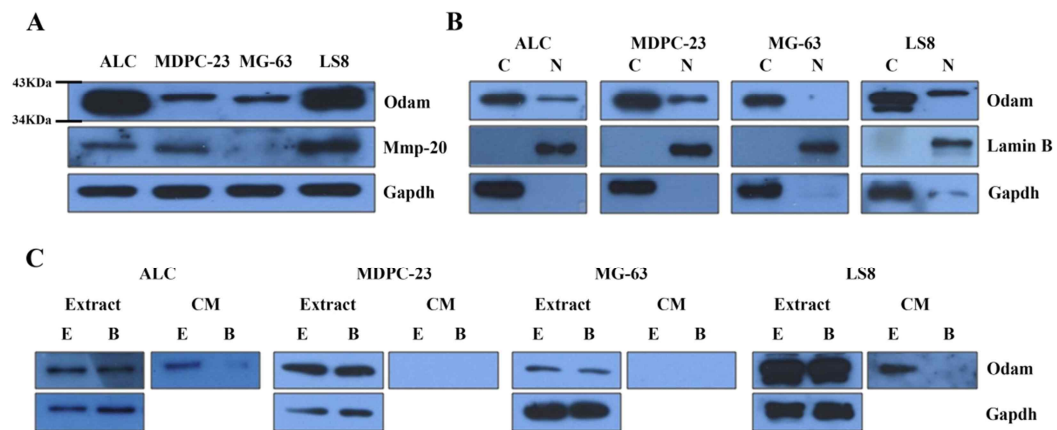 A
ALC MDPC-23 MG-63 LS8
43KDa
34KDa
Odam
Mmp-20
Gapdh
B
ALC MDPC-23 MG-63 LS8
C N C N C N C N
Odam
Lamin B
Gapdh
C
ALC MDPC-23 MG-63 LS8
Extract CM Extract CM Extract CM Extract CM
E B E B E B E B E B E B E B E B
Odam
Gapdh